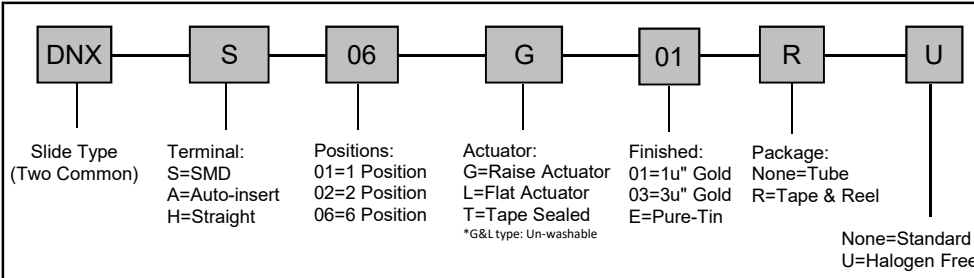 DNX S 06 G 01 R U
Slide Type
(Two Common)
Terminal:
S=SMD
A=Auto-insert
H=Straight
Positions:
01=1 Position
02=2 Position
06=6 Position
Actuator:
G=Raise Actuator
L=Flat Actuator
T=Tape Sealed
*G&L type: Un-washable
Finished:
01=1u" Gold
03=3u" Gold
E=Pure-Tin
Package:
None=Tube
R=Tape & Reel
None=Standard
U=Halogen Free